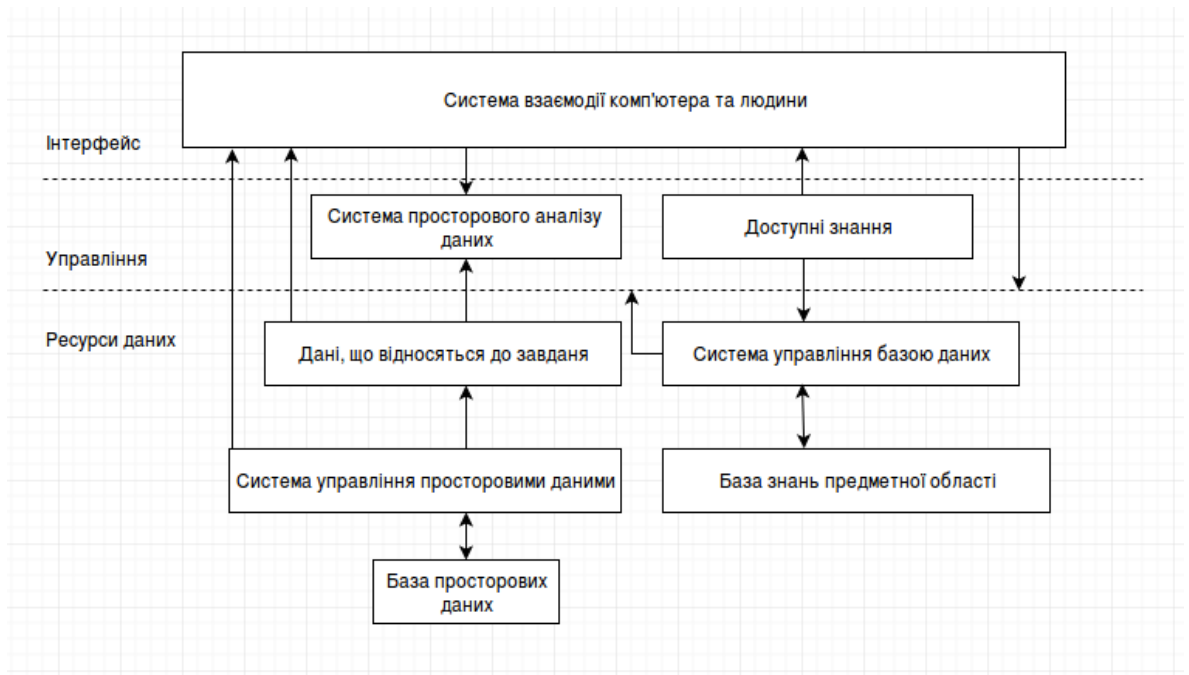 Система взаємодії комп'ютера та людини
Інтерфейс
Система просторового аналізу
даних
Доступні знання
Управління
Ресурси даних
Дані, що відносяться до завданя
Система управління базою даних
Система управління просторовими даними
База знань предметної області
База просторових
даних